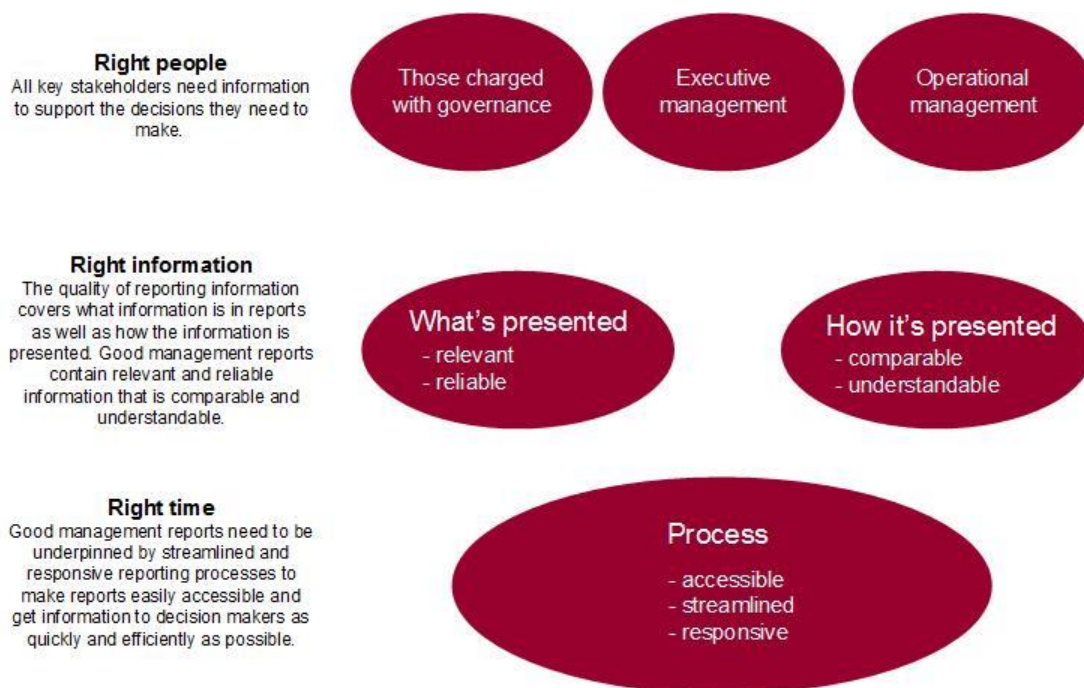 Right people
All key stakeholders need information
to support the decisions they need to
make.
Those charged
with governance
Executive
management
Operational
management
Right information
The quality of reporting information
covers what information is in reports
as well as how the information is
presented. Good management reports
contain relevant and reliable
information that is comparable and
understandable.
What's presented
- relevant
- reliable
How it's presented
- comparable
- understandable
Right time
Good management reports need to be
underpinned by streamlined and
responsive reporting processes to
make reports easily accessible and
get information to decision makers as
quickly and efficiently as possible.
Process
- accessible
- streamlined
- responsive